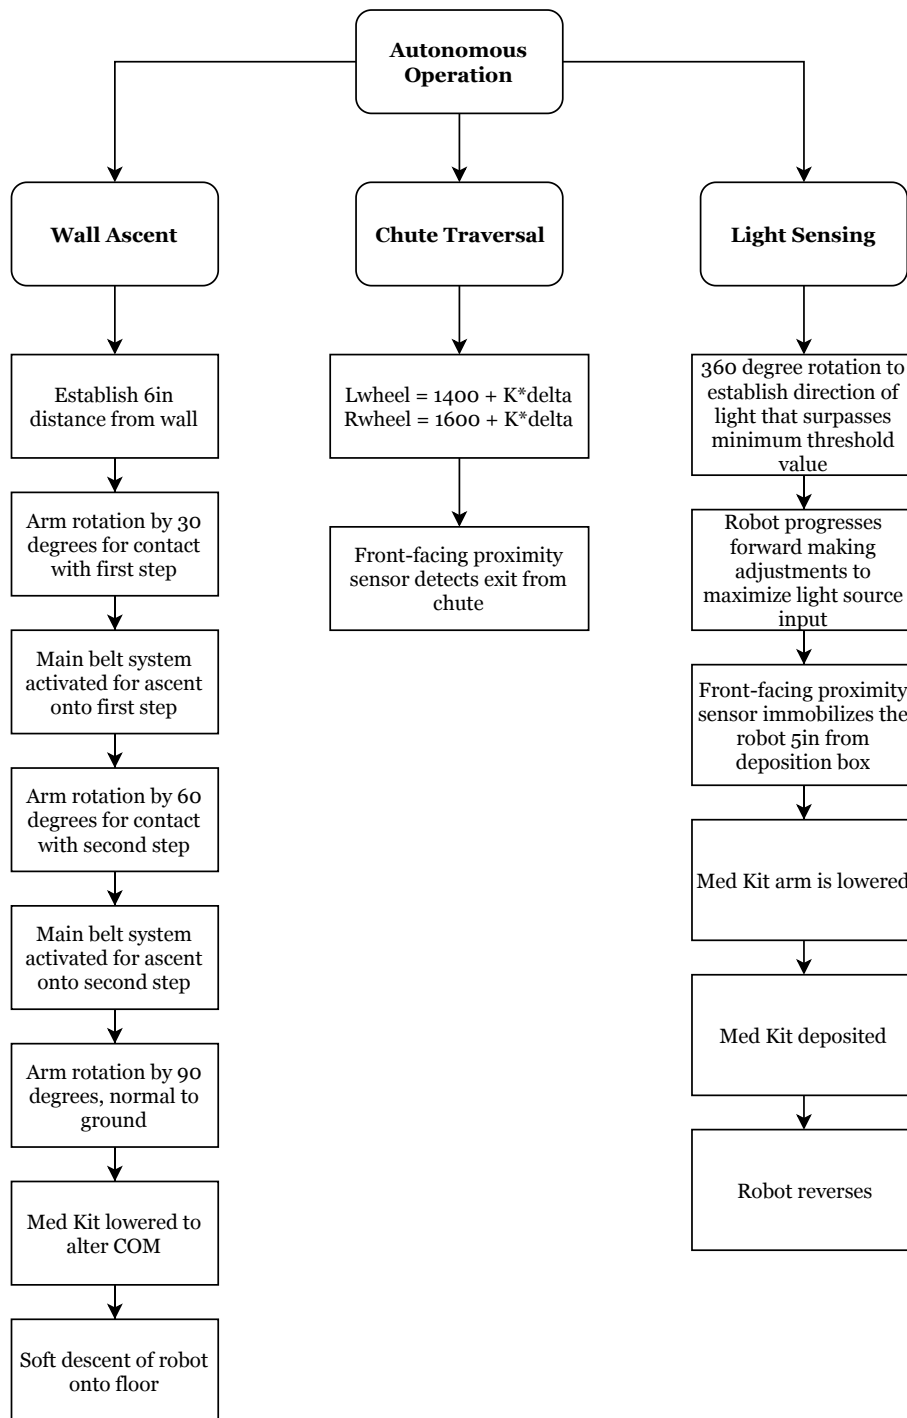 Autonomous
Operation
Wall Ascent
Establish 6in
distance from wall
Arm rotation by 30
degrees for contact
with first step
Main belt system
activated for ascent
onto first step
Arm rotation by 60
degrees for contact
with second step
Main belt system
activated for ascent
onto second step
Arm rotation by 90
degrees, normal to
ground
Med Kit lowered to
alter COM
Soft descent of robot
onto floor
Chute Traversal
Lwheel = 1400 + K*delta
Rwheel = 1600 + K*delta
Front-facing proximity
sensor detects exit from
chute
Light Sensing
360 degree rotation to
establish direction of
light that surpasses
minimum threshold
value
Robot progresses
forward making
adjustments to
maximize light source
input
Front-facing proximity
sensor immobilizes the
robot 5in from
deposition box
Med Kit arm is lowered
Med Kit deposited
Robot reverses